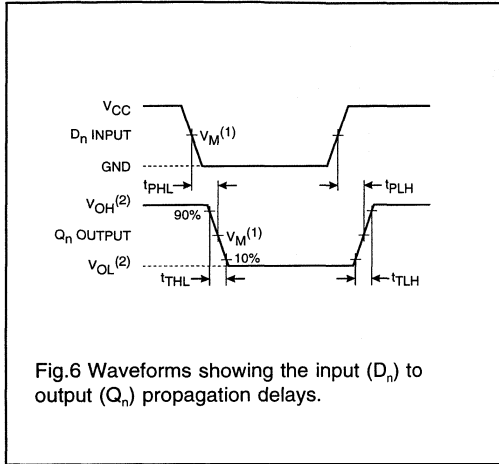 VCC
Dn INPUT
VM(1)
GND
tPHL
tPLH
VOH(2)
90%
Qn OUTPUT
VM(1)
VOL(2)
10%
tTHL
tTLH
Fig.6 Waveforms showing the input (Dn) to
output (Qn) propagation delays.